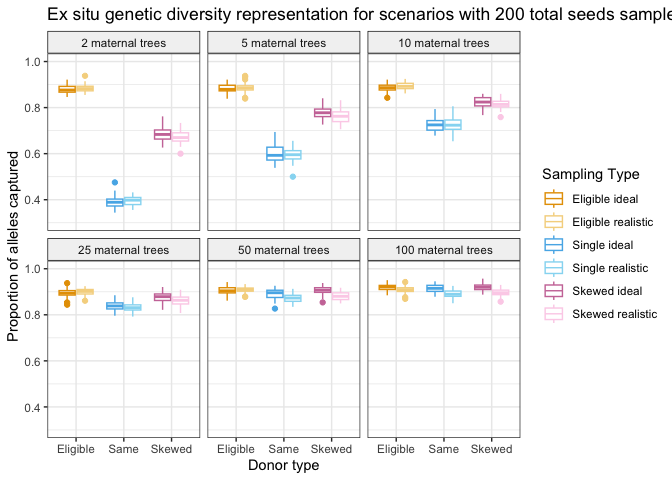 Ex situ genetic diversity representation for scenarios with 200 total seeds sample
2 maternal trees
5 maternal trees
10 maternal trees
1.0
0.8
0.6
0.4
25 maternal trees
50 maternal trees
100 maternal trees
1.0
0.8
0.6
0.4
Proportion of alleles captured
Eligible Same Skewed
Eligible Same Skewed
Eligible Same Skewed
Donor type
Sampling Type
Eligible ideal
Eligible realistic
Single ideal
Single realistic
Skewed ideal
Skewed realistic